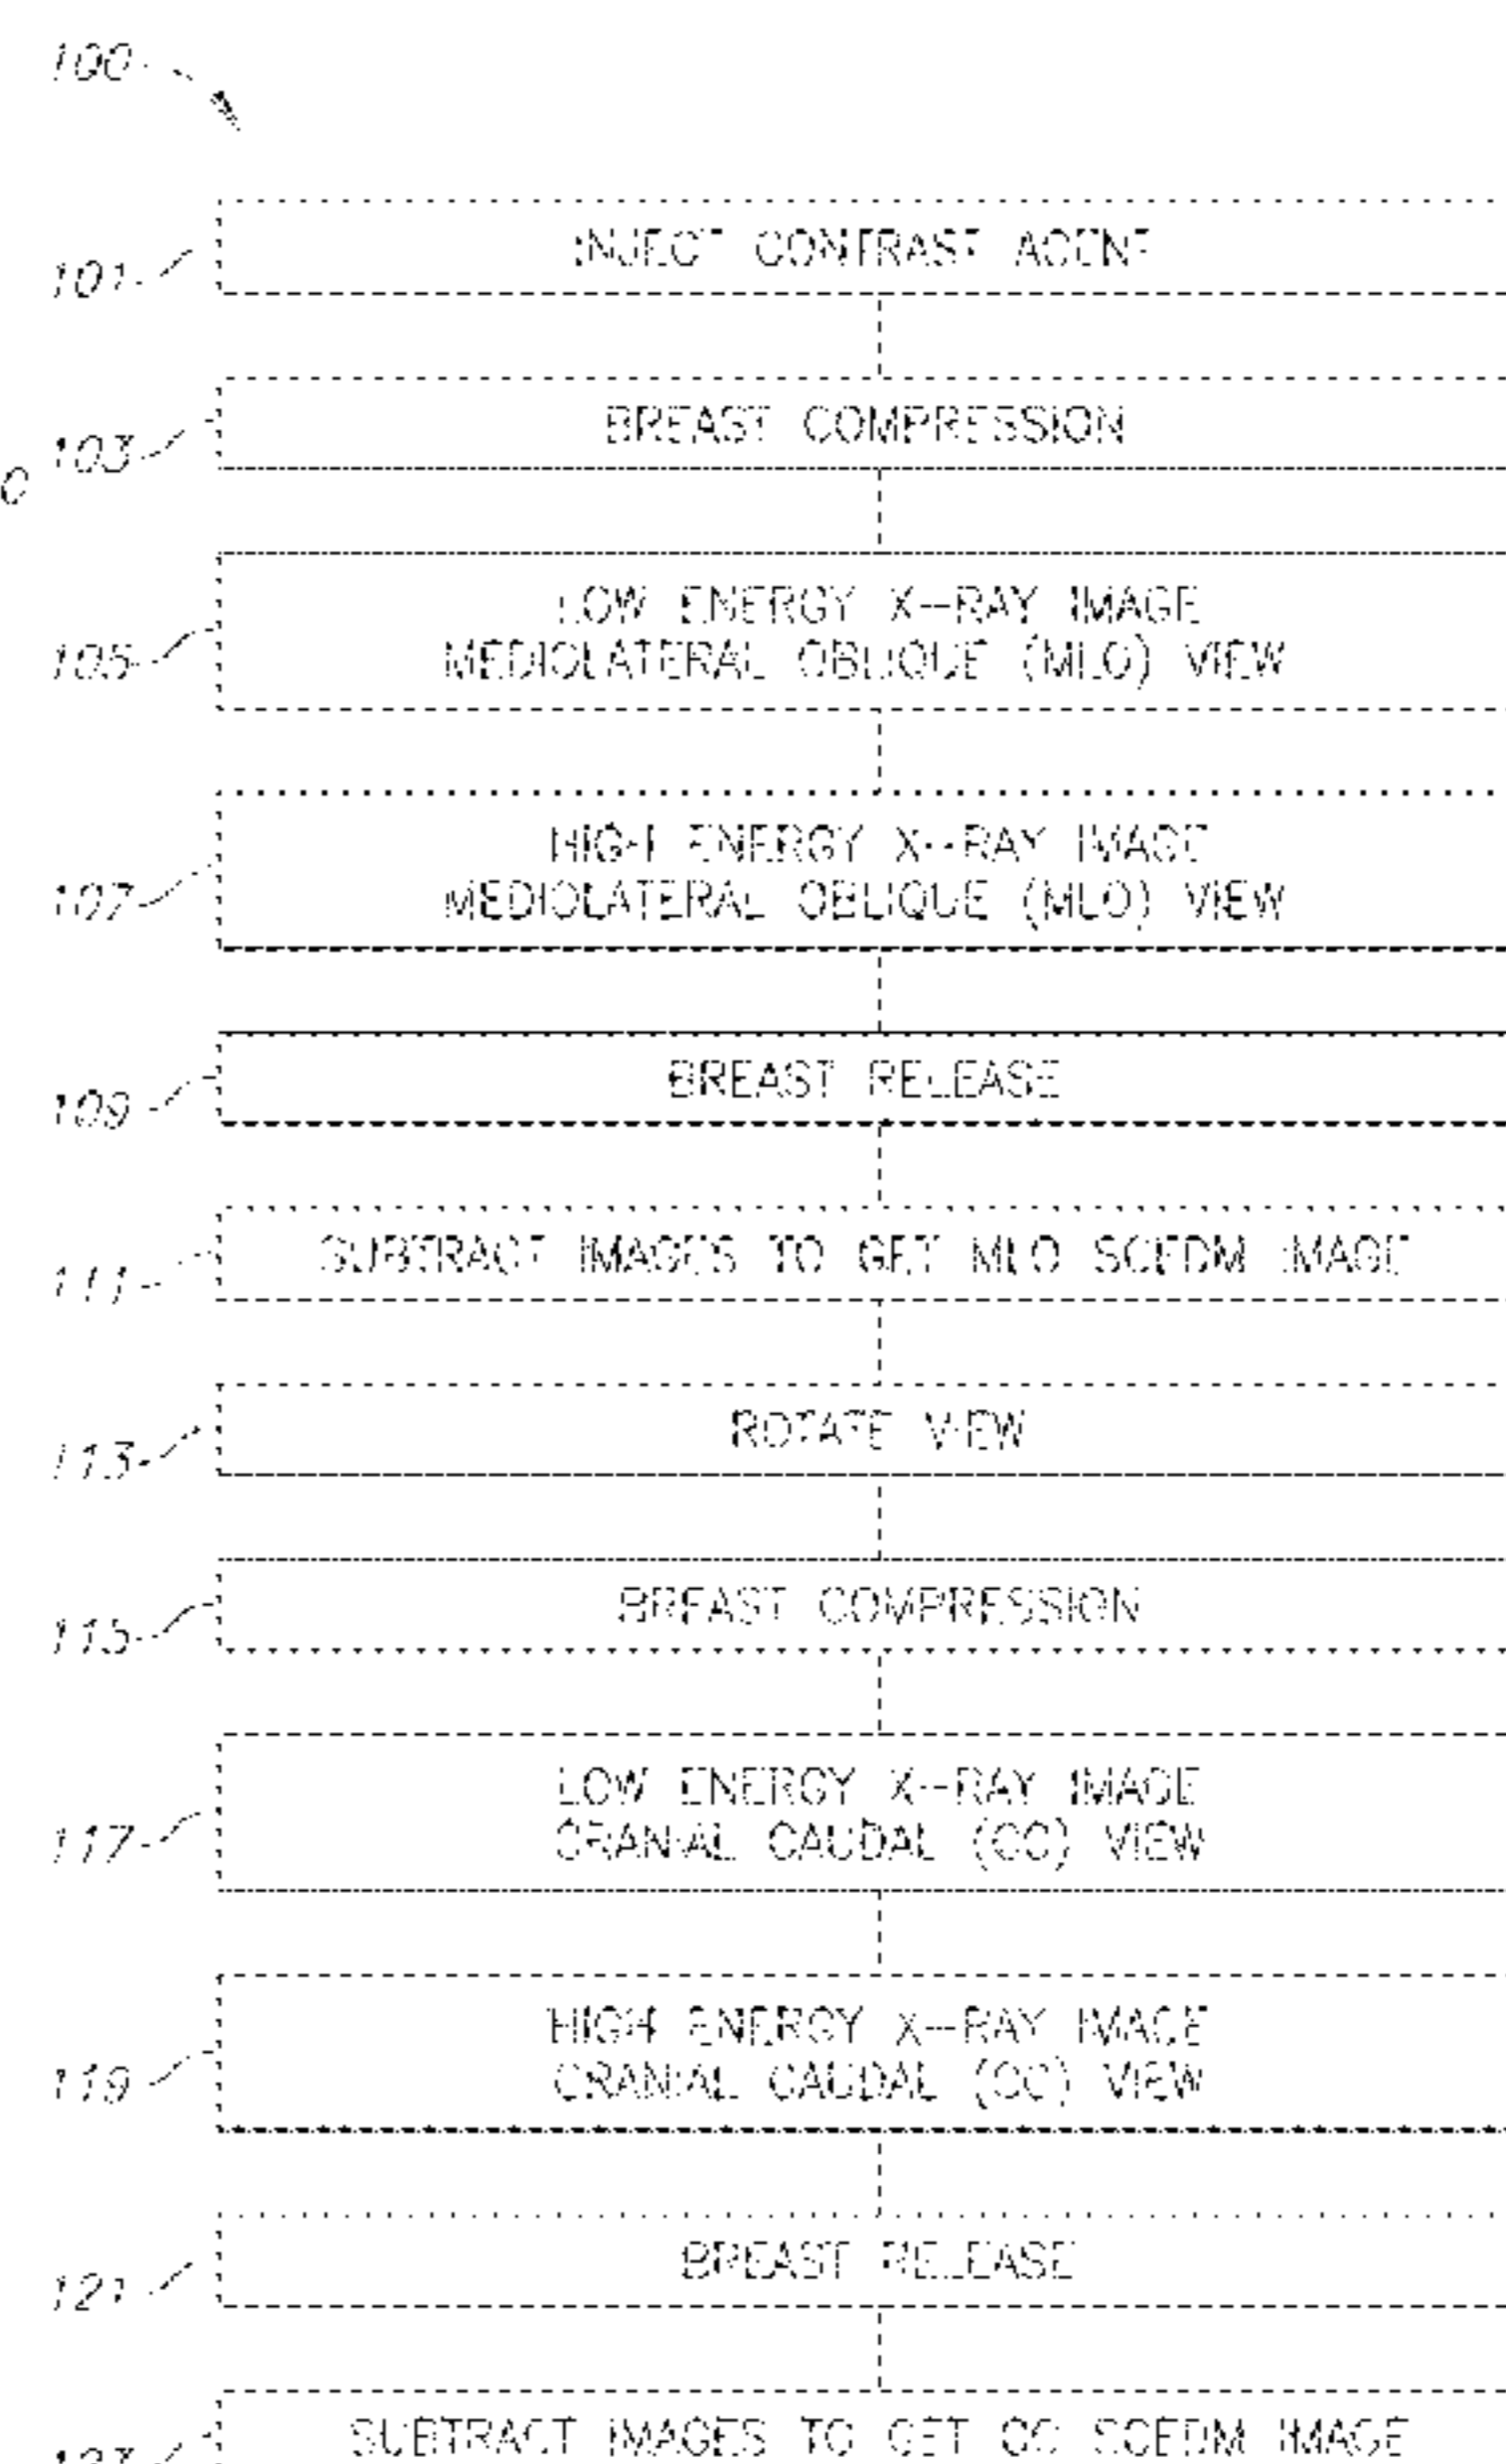 100
101
INJECT CONTRAST AGENT
103
BREAST COMPRESSION
105
LOW ENERGY X-RAY IMAGE
MEDIOLATERAL OBLIQUE (MLO) VIEW
107
HIGH ENERGY X-RAY IMAGE
MEDIOLATERAL OBLIQUE (MLO) VIEW
109
BREAST RELEASE
111
SUBTRACT IMAGES TO GET MLO SCEDM IMAGE
113
ROTATE VIEW
115
BREAST COMPRESSION
117
LOW ENERGY X-RAY IMAGE
CRANIAL CAUDAL (CC) VIEW
119
HIGH ENERGY X-RAY IMAGE
CRANIAL CAUDAL (CC) VIEW
121
BREAST RELEASE
123
SUBTRACT IMAGES TO GET CC SCEDM IMAGE